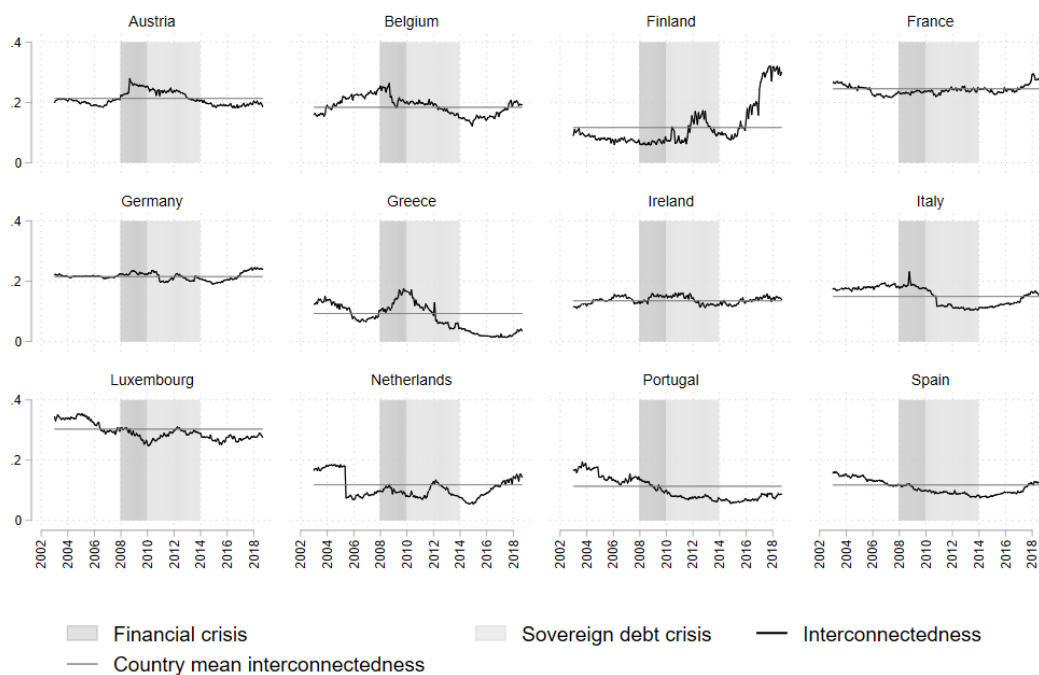 Austria Belgium Finland France
.4
.2
0
Germany Greece Ireland Italy
.4
.2
0
Luxembourg Netherlands Portugal Spain
.4
.2
0
2002 2004 2006 2008 2010 2012 2014 2016 2018 2002 2004 2006 2008 2010 2012 2014 2016 2018 2002 2004 2006 2008 2010 2012 2014 2016 2018 2002 2004 2006 2008 2010 2012 2014 2016 2018
Financial crisis Sovereign debt crisis Interconnectedness
Country mean interconnectedness